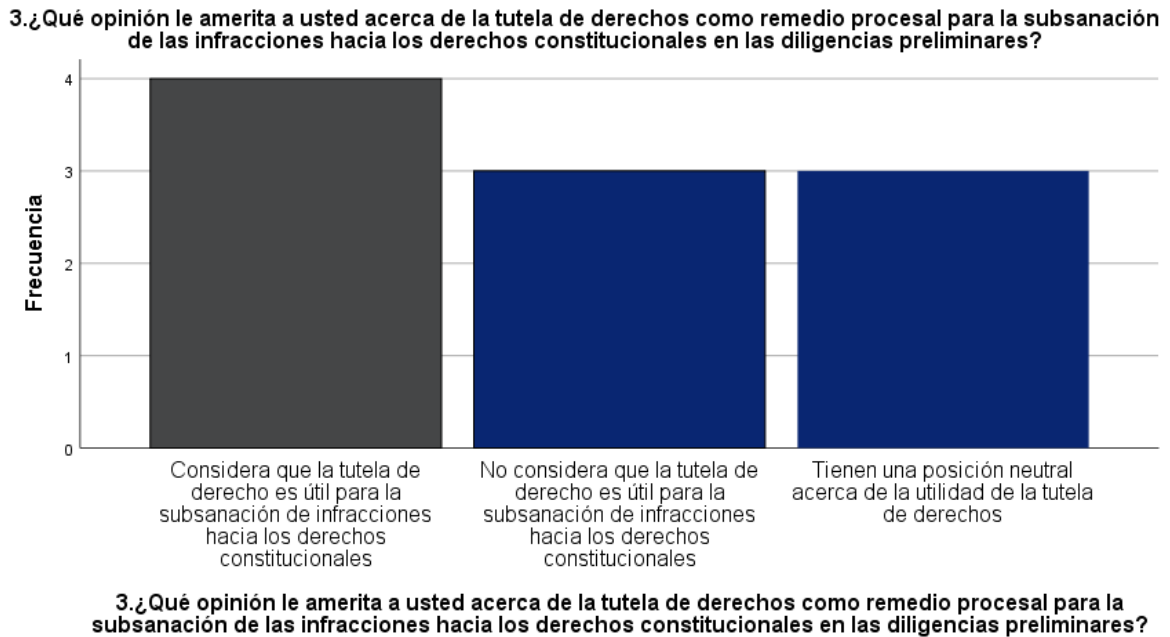 3.¿Qué opinión le amerita a usted acerca de la tutela de derechos como remedio procesal para la subsanación
de las infracciones hacia los derechos constitucionales en las diligencias preliminares?
Frecuencia
4
3
2
1
0
Considera que la tutela de
derecho es útil para la
subsanación de infracciones
hacia los derechos
constitucionales
No considera que la tutela de
derecho es útil para la
subsanación de infracciones
hacia los derechos
constitucionales
Tienen una posición neutral
acerca de la utilidad de la tutela
de derechos
3.¿Qué opinión le amerita a usted acerca de la tutela de derechos como remedio procesal para la
subsanación de las infracciones hacia los derechos constitucionales en las diligencias preliminares?